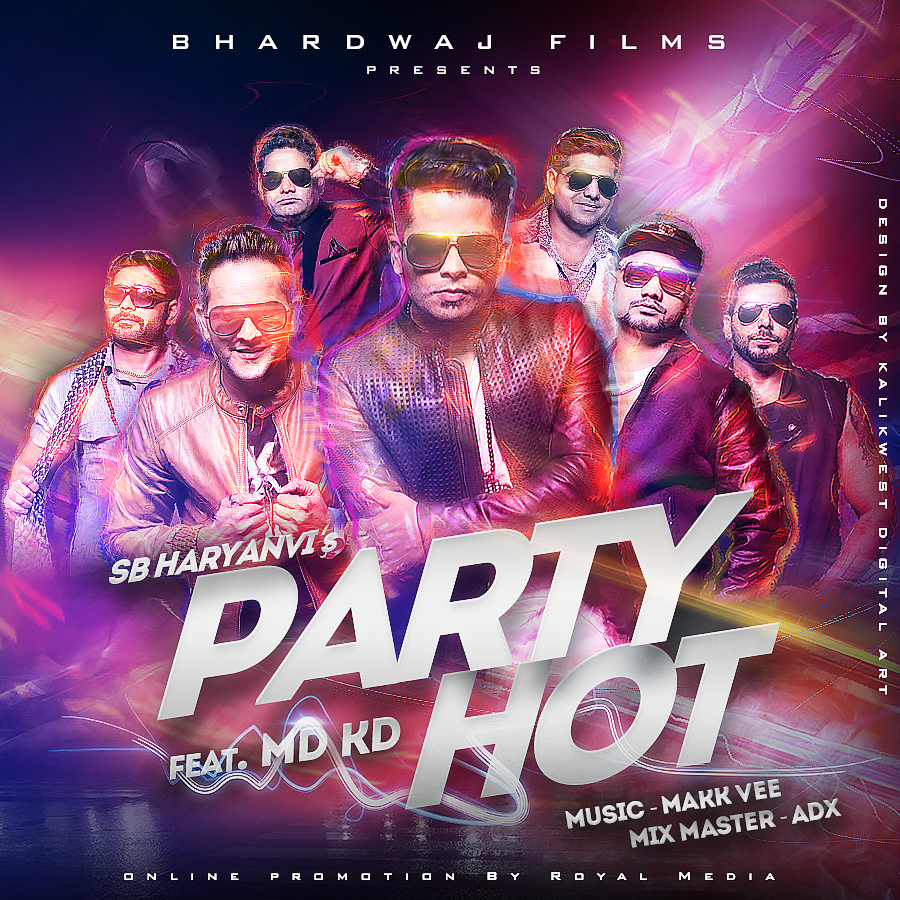 BHARDWAJ FILMS
PRESENTS
DESIGN BY KALIKWEST DIGITAL ART
SB HARYANVI'S
PARTY
HOT
FEAT. MD KD
MUSIC - MAKK VEE
MIX MASTER - ADX
ONLINE PROMOTION BY ROYAL MEDIA